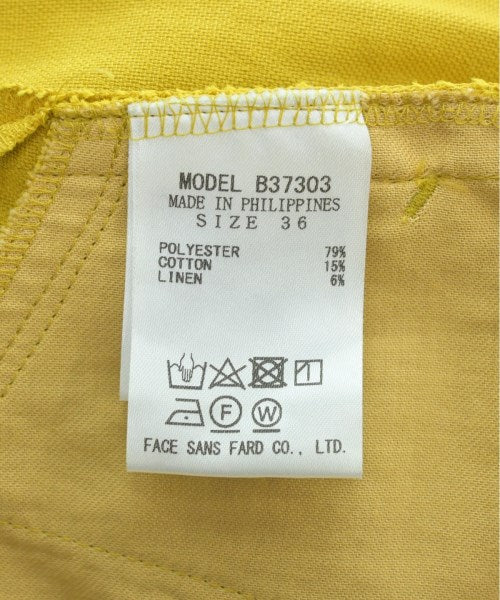 MODEL B37303
MADE IN PHILIPPINES
SIZE 36
POLYESTER 79%
COTTON 15%
LINEN 6%
F W
FACE SANS FARD CO., LTD.